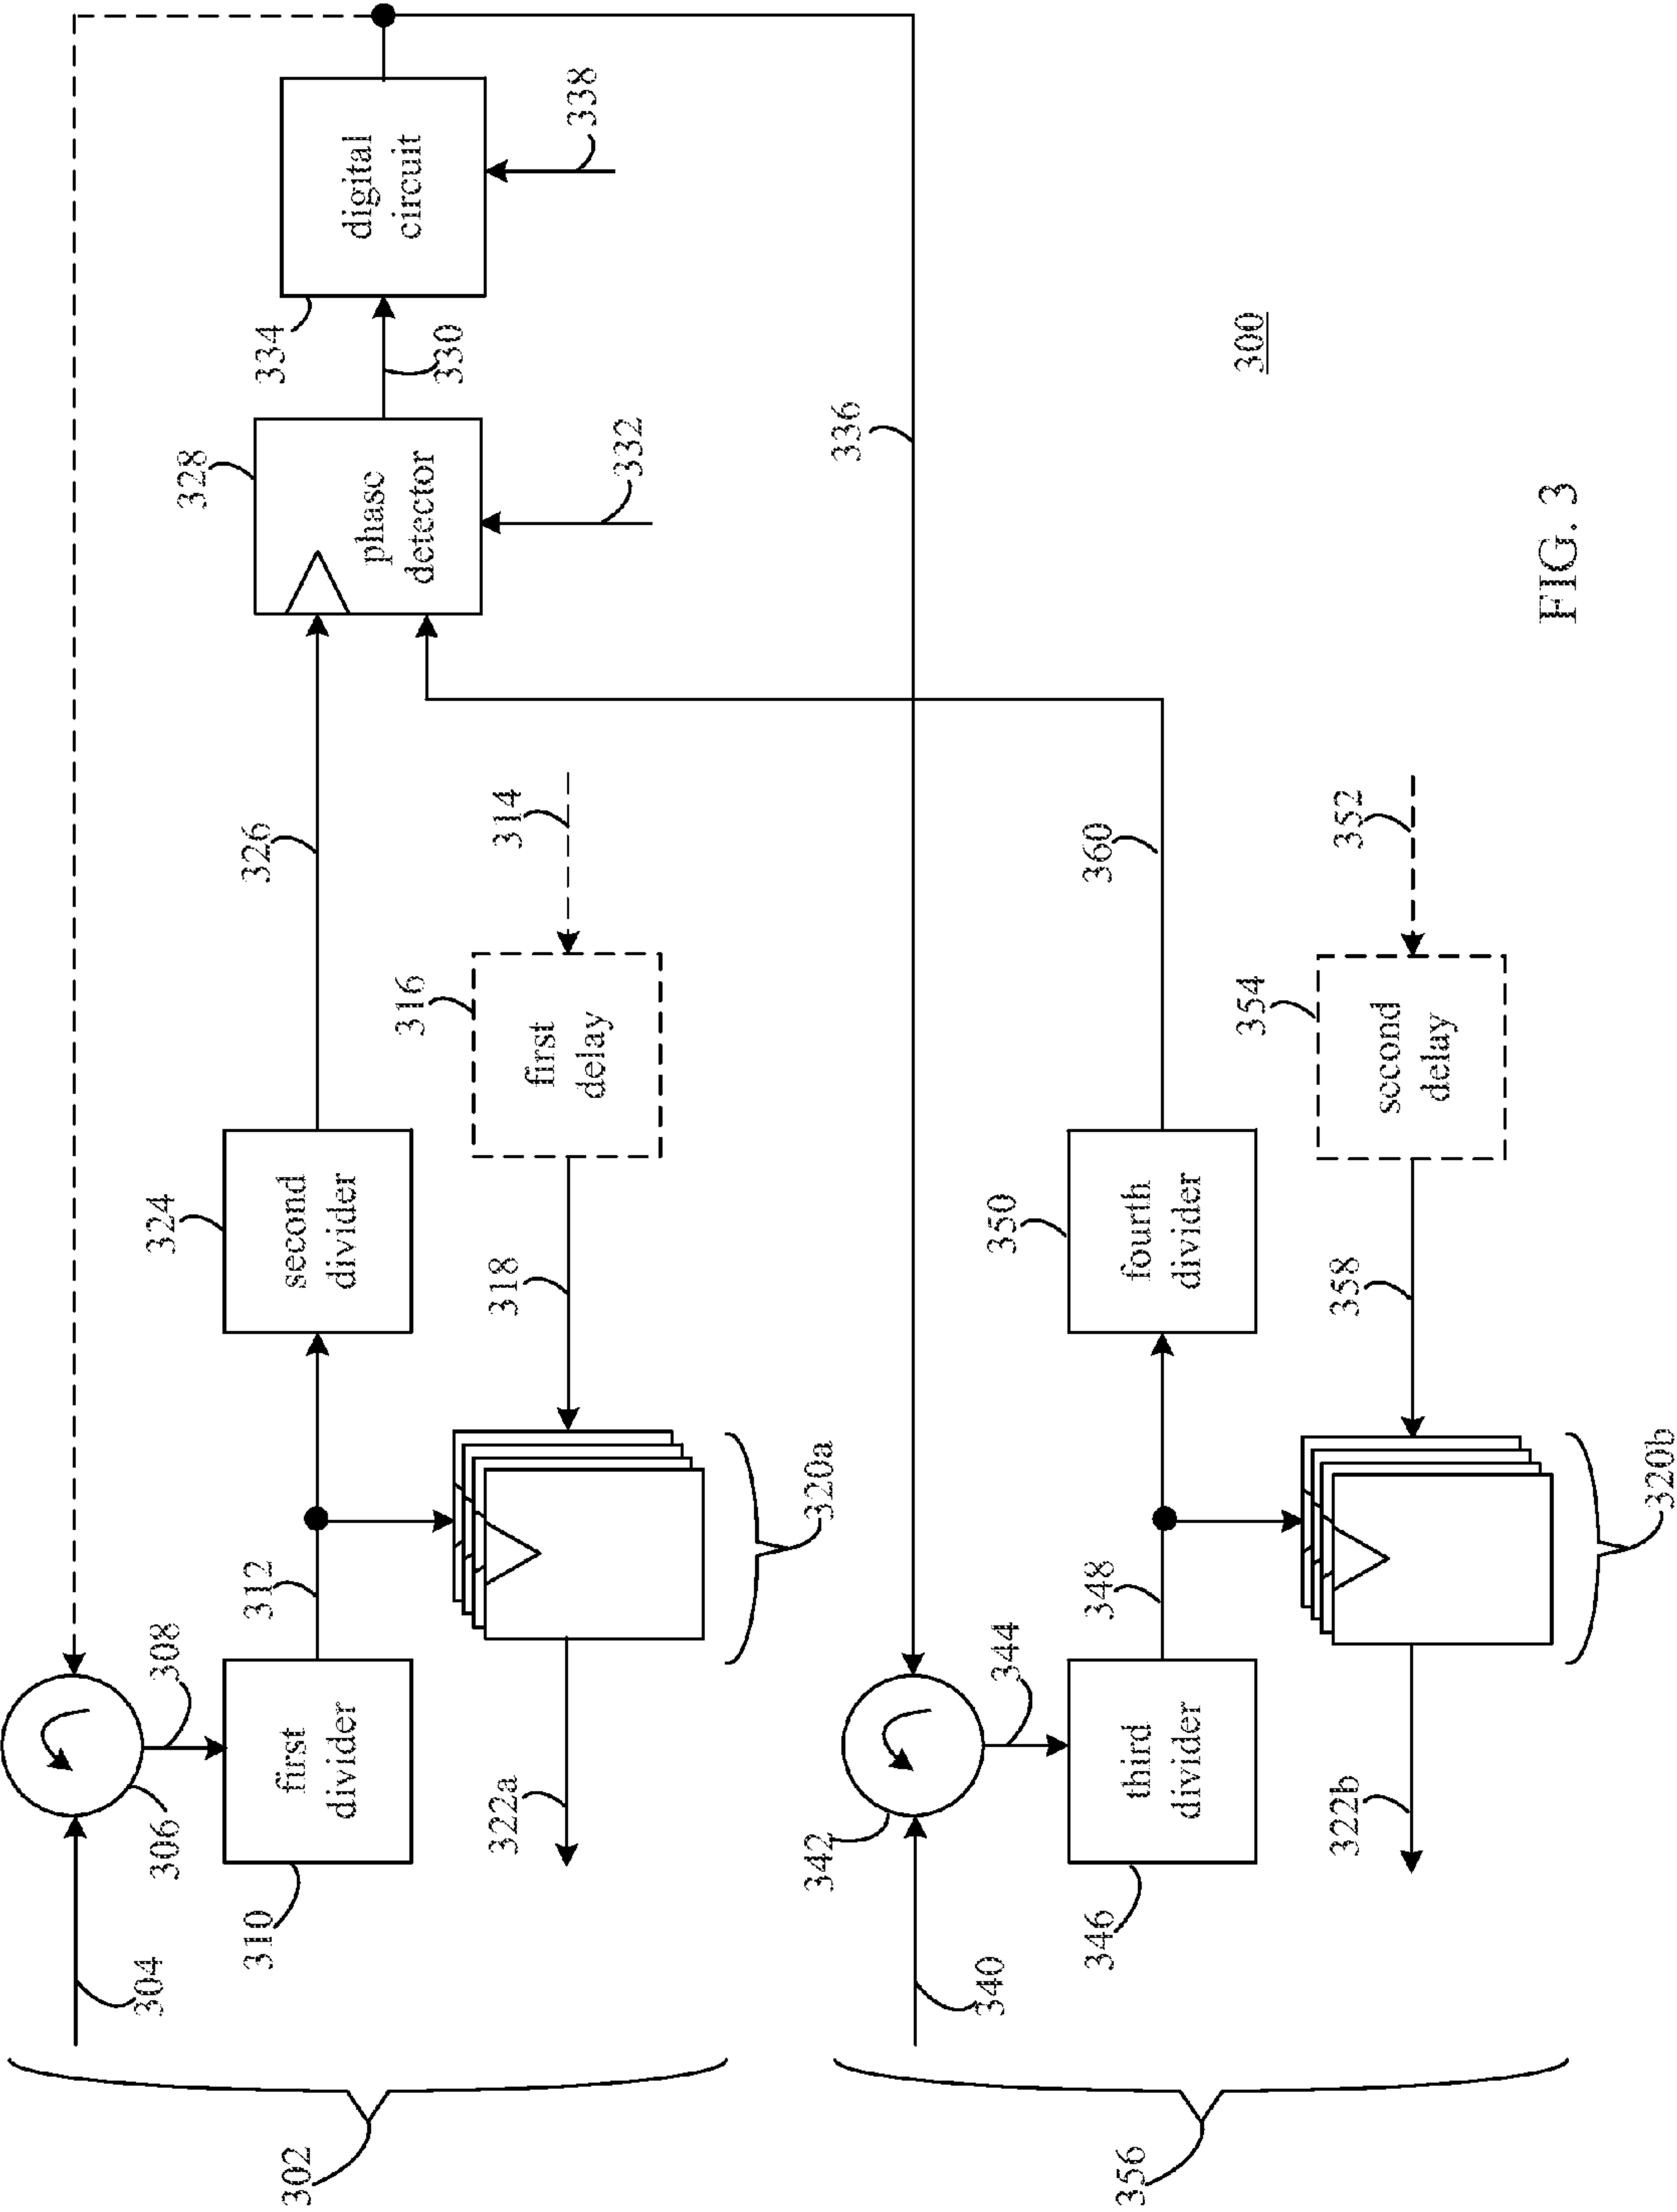 304
306
308
324
328
310
312
326
334
302
first
divider
second
divider
phase
detector
digital
circuit
316
330
322a
318
314
first
delay
338
332
320a
342
336
340
344
350
346
348
360
356
third
divider
fourth
divider
354
300
322b
358
352
second
delay
FIG. 3
320b